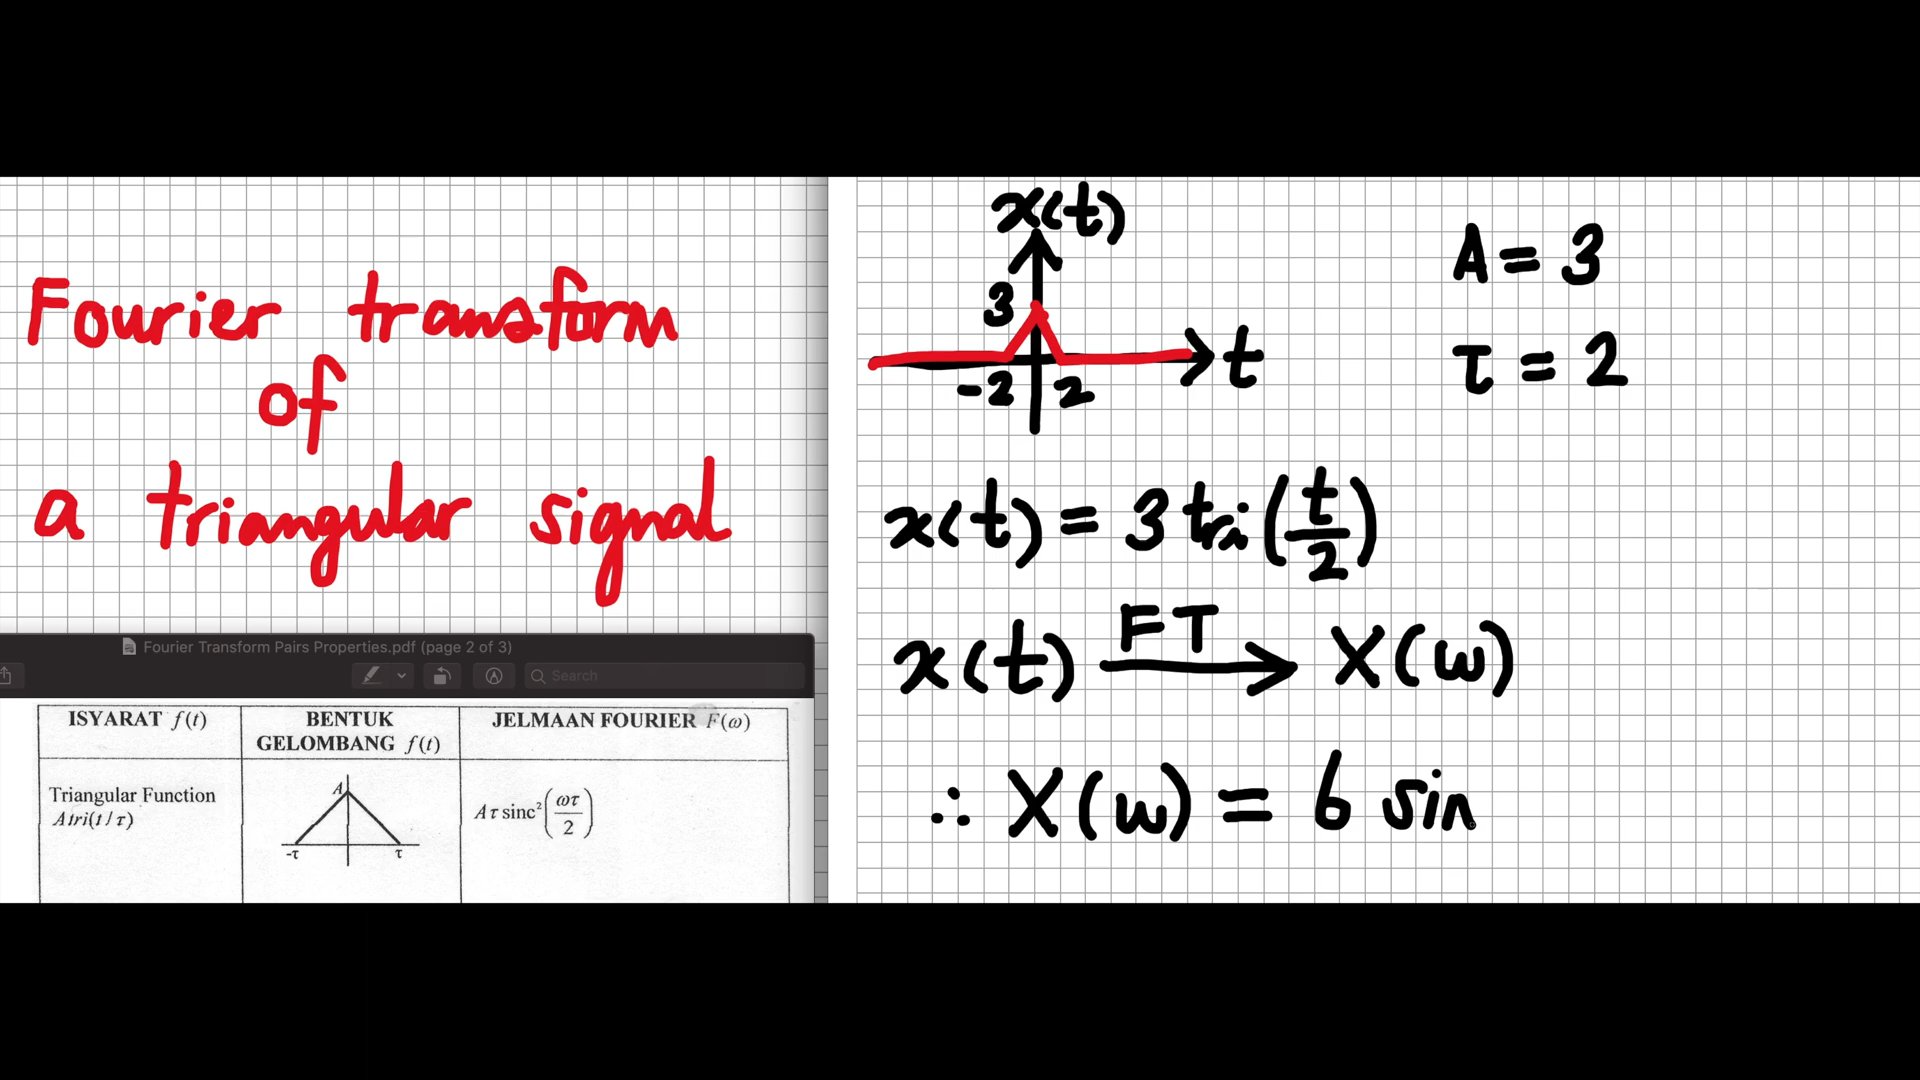 Fourier transform
of
a triangular signal
Fourier Transform Pairs Properties.pdf (page 2 of 3)
Search
ISYARAT f(t)
BENTUK
GELOMBANG f(t)
JELMAAN FOURIER F(ω)
Triangular Function
A tri(t / τ)
A
-τ τ
Aτ sinc²(ωτ/2)
x(t)
3
-2 2
t
A = 3
τ = 2
x(t) = 3 tri(t/2)
x(t) FT→ X(ω)
∴ X(ω) = 6 sin